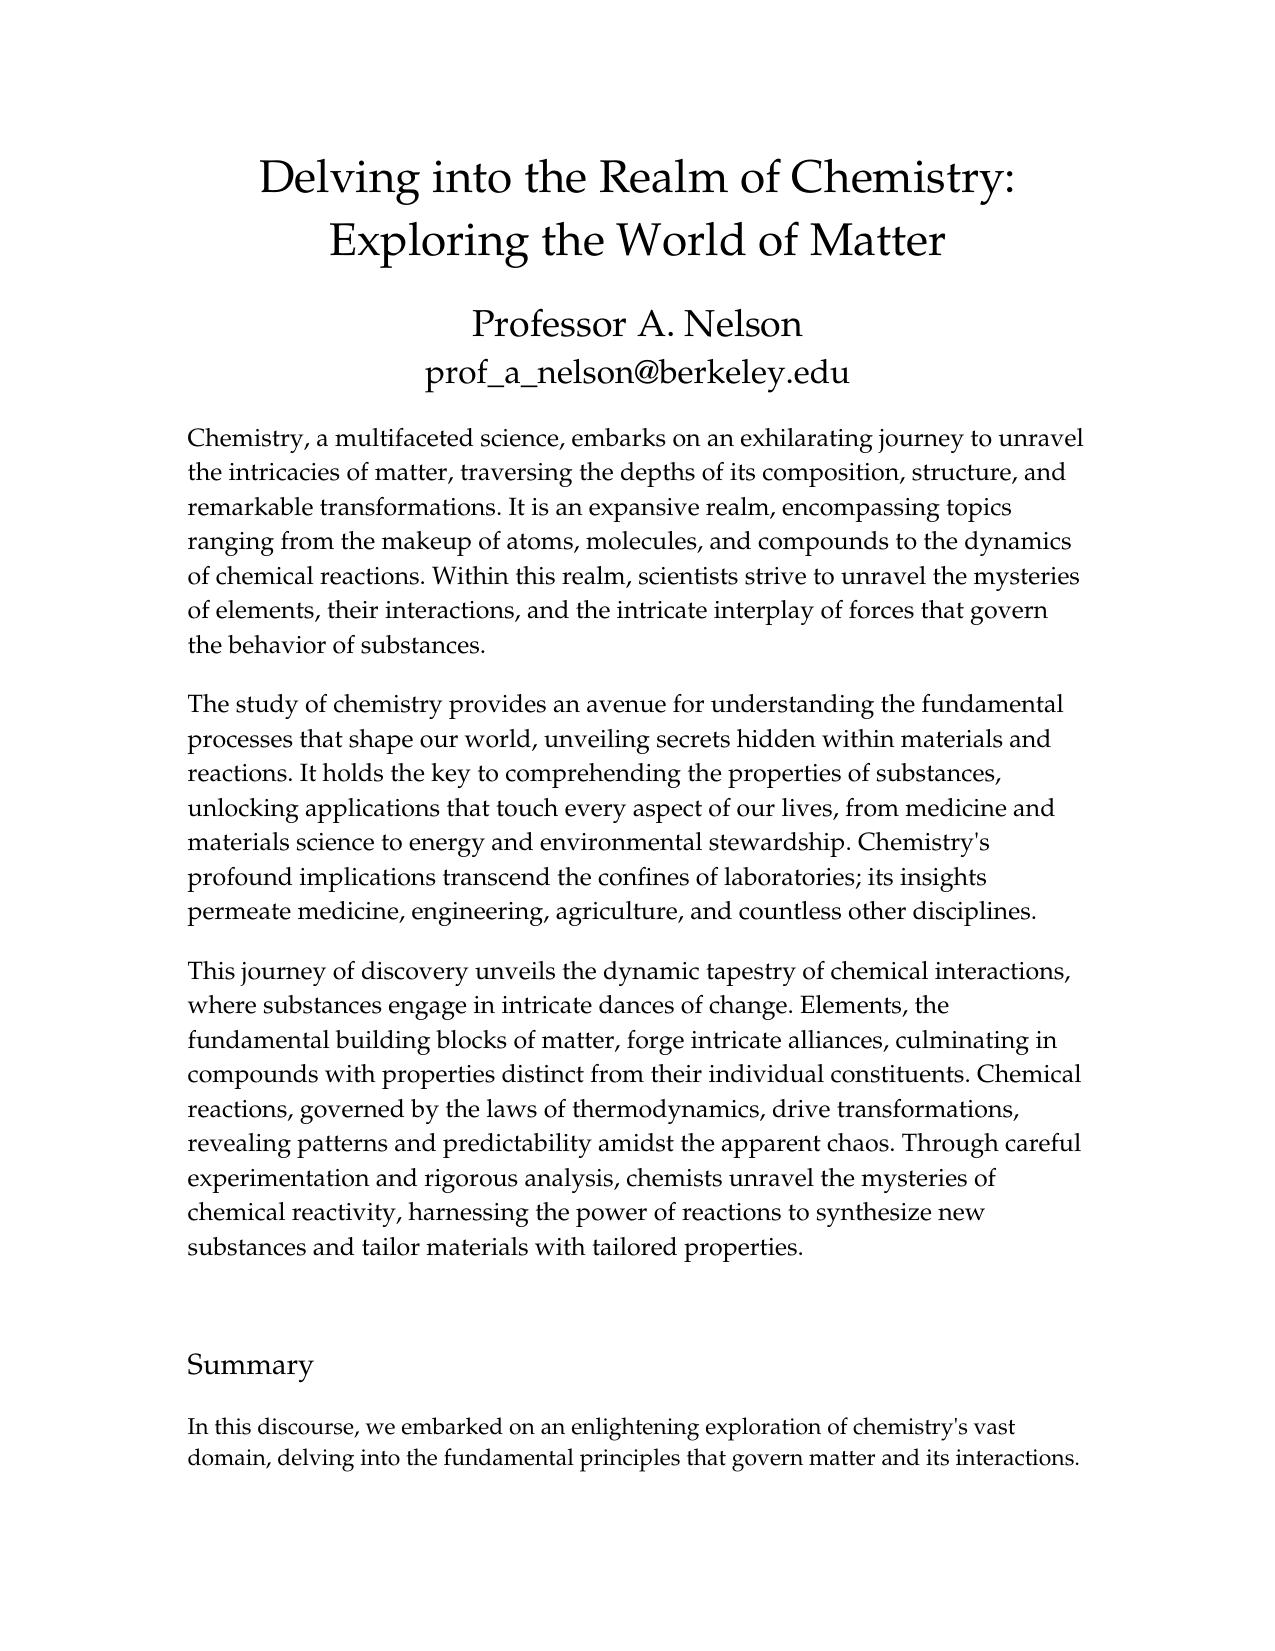 Delving into the Realm of Chemistry:
Exploring the World of Matter
Professor A. Nelson
prof_a_nelson@berkeley.edu
Chemistry, a multifaceted science, embarks on an exhilarating journey to unravel
the intricacies of matter, traversing the depths of its composition, structure, and
remarkable transformations. It is an expansive realm, encompassing topics
ranging from the makeup of atoms, molecules, and compounds to the dynamics
of chemical reactions. Within this realm, scientists strive to unravel the mysteries
of elements, their interactions, and the intricate interplay of forces that govern
the behavior of substances.
The study of chemistry provides an avenue for understanding the fundamental
processes that shape our world, unveiling secrets hidden within materials and
reactions. It holds the key to comprehending the properties of substances,
unlocking applications that touch every aspect of our lives, from medicine and
materials science to energy and environmental stewardship. Chemistry's
profound implications transcend the confines of laboratories; its insights
permeate medicine, engineering, agriculture, and countless other disciplines.
This journey of discovery unveils the dynamic tapestry of chemical interactions,
where substances engage in intricate dances of change. Elements, the
fundamental building blocks of matter, forge intricate alliances, culminating in
compounds with properties distinct from their individual constituents. Chemical
reactions, governed by the laws of thermodynamics, drive transformations,
revealing patterns and predictability amidst the apparent chaos. Through careful
experimentation and rigorous analysis, chemists unravel the mysteries of
chemical reactivity, harnessing the power of reactions to synthesize new
substances and tailor materials with tailored properties.
Summary
In this discourse, we embarked on an enlightening exploration of chemistry's vast
domain, delving into the fundamental principles that govern matter and its interactions.